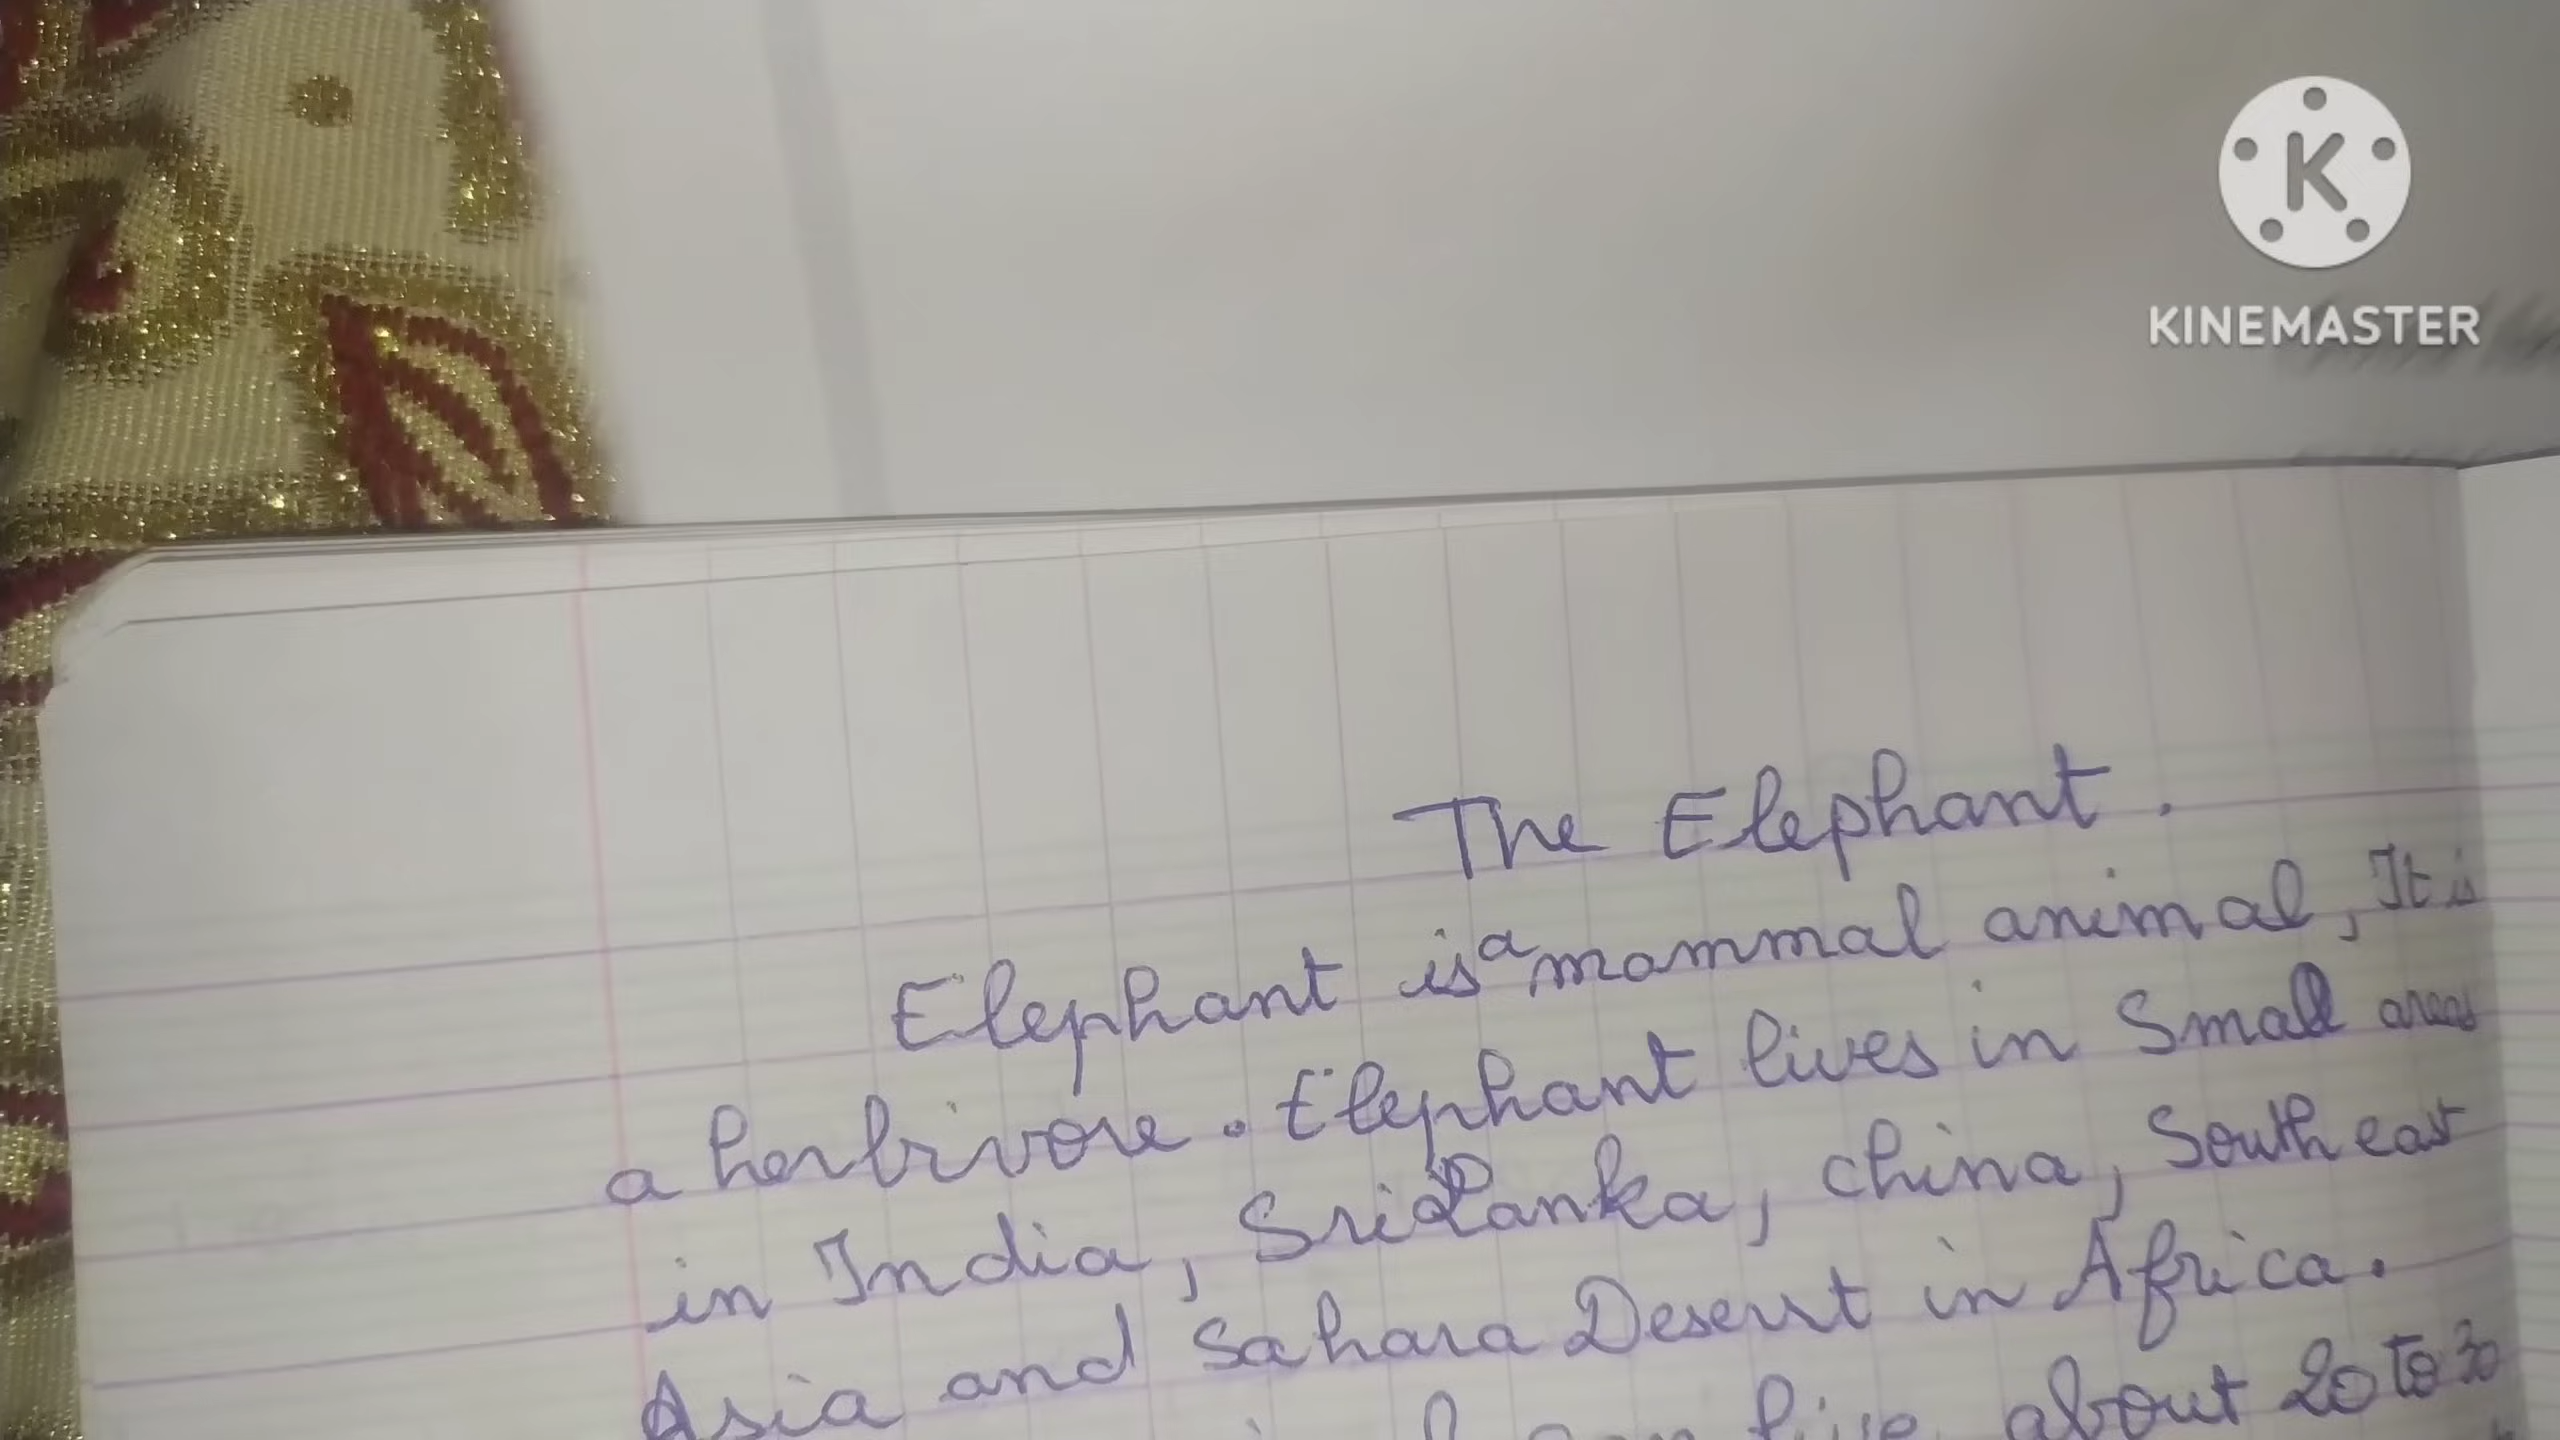 KINEMASTER
The Elephant.
Elephant is a mammal animal, It is
a herbivore. Elephant lives in Small areas
in India, SriLanka, china, South east
Asia and Sahara Desert in Africa.
live about 20 to 30